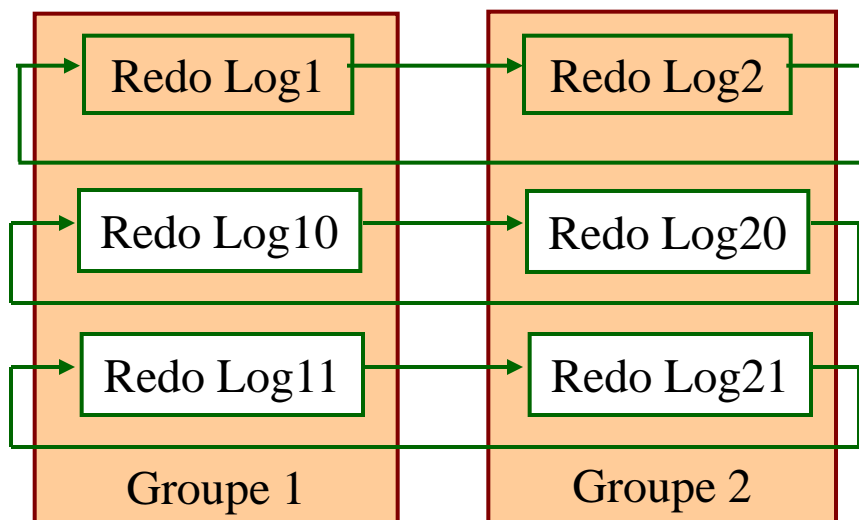 Redo Log1
Redo Log2
Redo Log10
Redo Log20
Redo Log11
Redo Log21
Groupe 1
Groupe 2